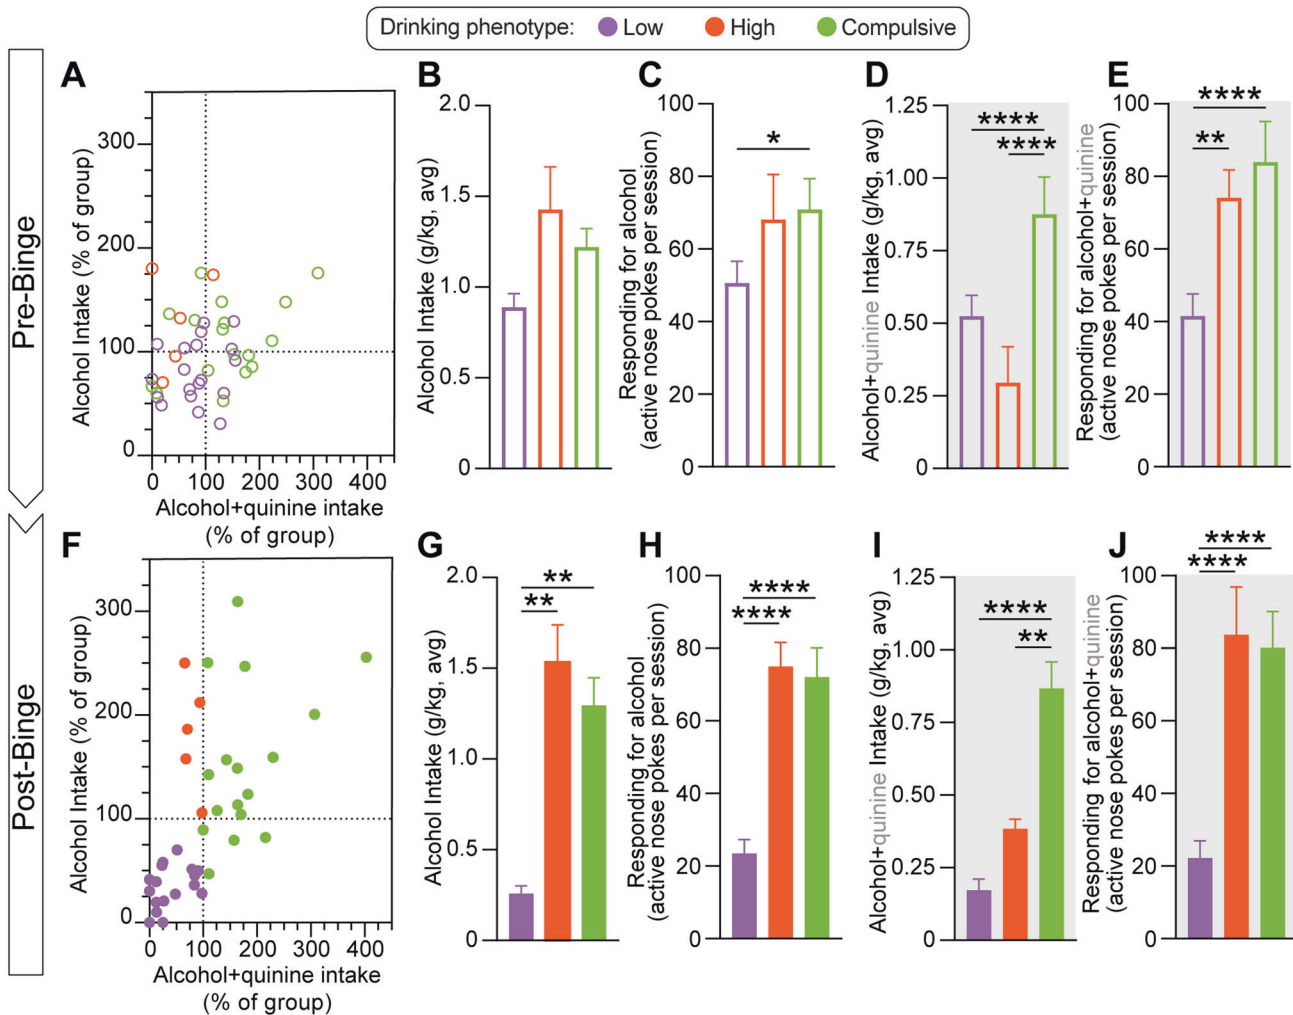 Drinking phenotype: Low High Compulsive
Pre-Binge
A
Alcohol Intake (% of group)
300
200
100
0
0 100 200 300 400
Alcohol+quinine intake
(% of group)
B
Alcohol Intake (g/kg, avg)
2.0
1.5
1.0
0.5
0
C
Responding for alcohol
(active nose pokes per session)
100
80
60
40
20
0
*
D
Alcohol+quinine Intake (g/kg, avg)
1.25
1.00
0.75
0.50
0.25
0
****
****
E
Responding for alcohol+quinine
(active nose pokes per session)
100
80
60
40
20
0
****
**
Post-Binge
F
Alcohol Intake (% of group)
300
200
100
0
0 100 200 300 400
Alcohol+quinine intake
(% of group)
G
Alcohol Intake (g/kg, avg)
2.0
1.5
1.0
0.5
0
**
**
H
Responding for alcohol
(active nose pokes per session)
100
80
60
40
20
0
****
****
I
Alcohol+quinine Intake (g/kg, avg)
1.25
1.00
0.75
0.50
0.25
0
****
**
J
Responding for alcohol+quinine
(active nose pokes per session)
100
80
60
40
20
0
****
****